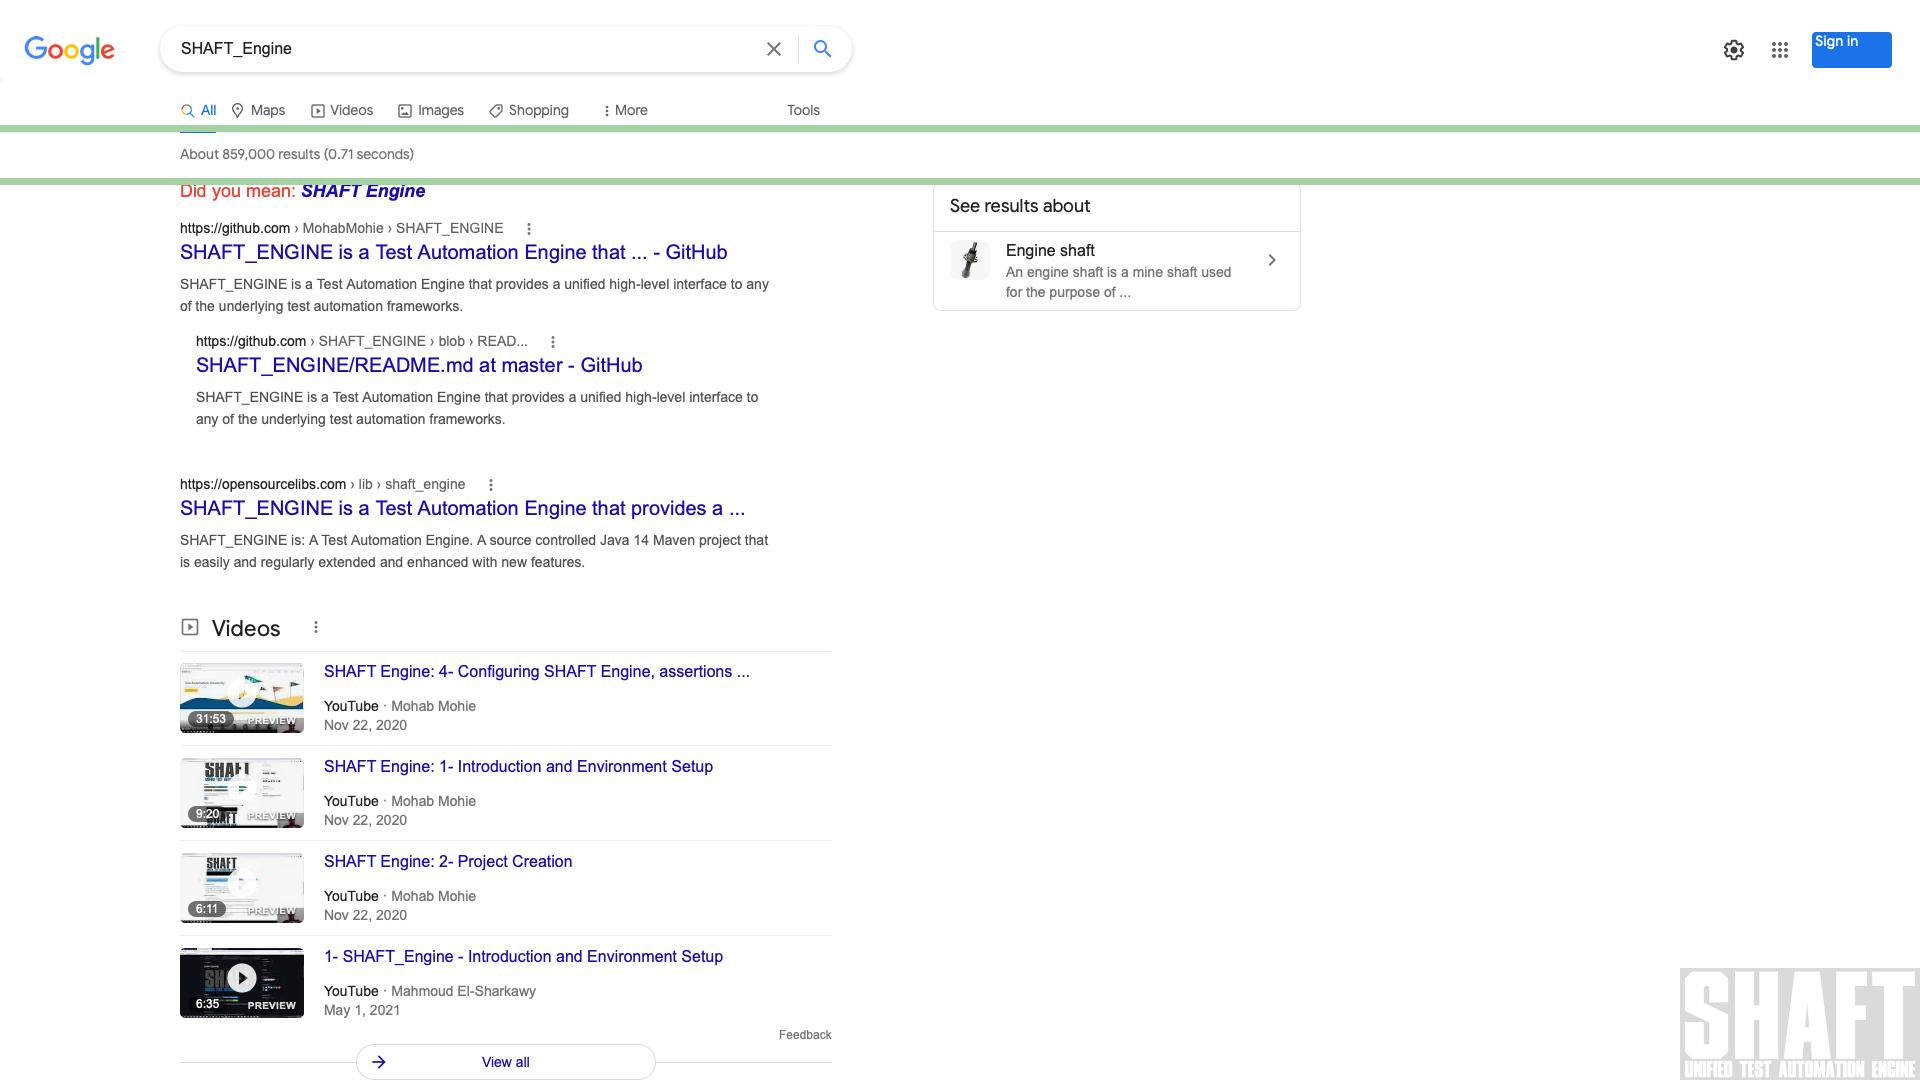 Google
SHAFT_Engine
Sign in
All
Maps
Videos
Images
Shopping
More
Tools
About 859,000 results (0.71 seconds)
Did you mean: SHAFT Engine
https://github.com › MohabMohie › SHAFT_ENGINE
SHAFT_ENGINE is a Test Automation Engine that ... - GitHub
SHAFT_ENGINE is a Test Automation Engine that provides a unified high-level interface to any
of the underlying test automation frameworks.
https://github.com › SHAFT_ENGINE › blob › READ...
SHAFT_ENGINE/README.md at master - GitHub
SHAFT_ENGINE is a Test Automation Engine that provides a unified high-level interface to
any of the underlying test automation frameworks.
https://opensourcelibs.com › lib › shaft_engine
SHAFT_ENGINE is a Test Automation Engine that provides a ...
SHAFT_ENGINE is: A Test Automation Engine. A source controlled Java 14 Maven project that
is easily and regularly extended and enhanced with new features.
Videos
31:53
PREVIEW
SHAFT Engine: 4- Configuring SHAFT Engine, assertions ...
YouTube · Mohab Mohie
Nov 22, 2020
SHAFT
9:20
PREVIEW
SHAFT Engine: 1- Introduction and Environment Setup
YouTube · Mohab Mohie
Nov 22, 2020
SHAFT
6:11
PREVIEW
SHAFT Engine: 2- Project Creation
YouTube · Mohab Mohie
Nov 22, 2020
6:35
PREVIEW
1- SHAFT_Engine - Introduction and Environment Setup
YouTube · Mahmoud El-Sharkawy
May 1, 2021
Feedback
View all
See results about
Engine shaft
An engine shaft is a mine shaft used
for the purpose of ...
SHAFT
UNIFIED TEST AUTOMATION ENGINE